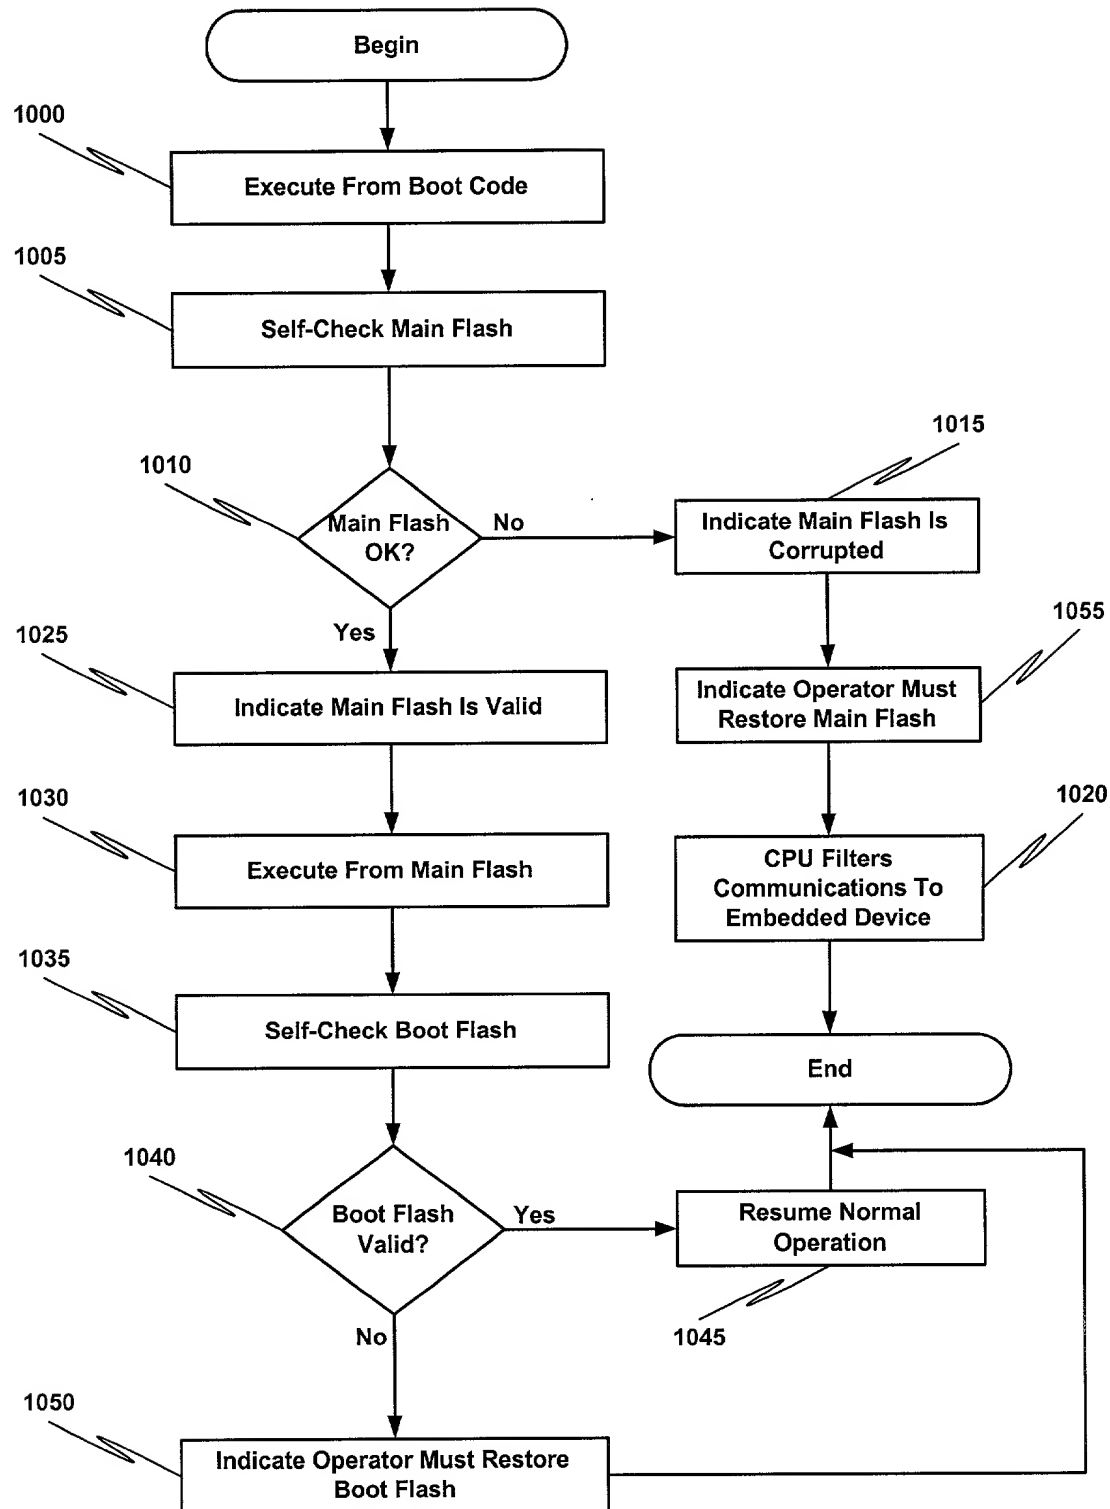 Begin
1000
Execute From Boot Code
1005
Self-Check Main Flash
1010
Main Flash
OK?
No
1015
Indicate Main Flash Is
Corrupted
Yes
1025
Indicate Main Flash Is Valid
1055
Indicate Operator Must
Restore Main Flash
1030
Execute From Main Flash
1020
CPU Filters
Communications To
Embedded Device
1035
Self-Check Boot Flash
End
1040
Boot Flash
Valid?
Yes
Resume Normal
Operation
1045
No
1050
Indicate Operator Must Restore
Boot Flash